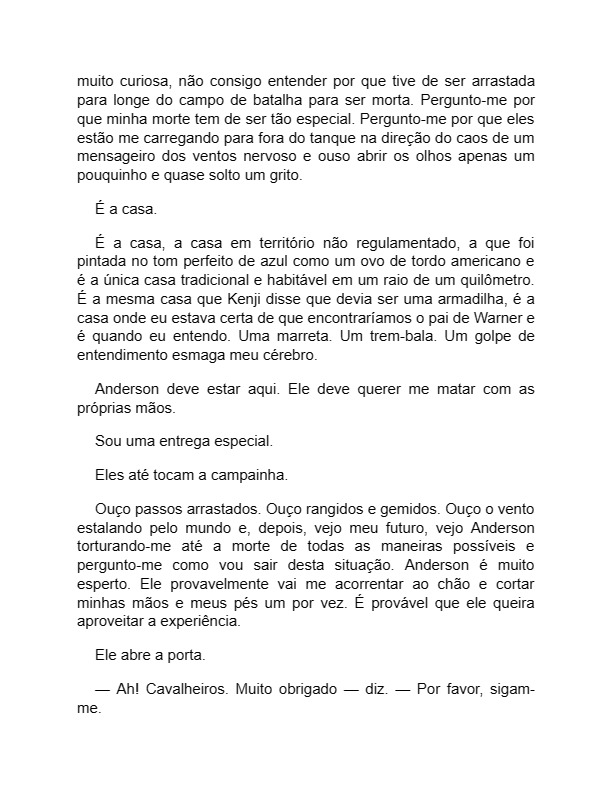 muito curiosa, não consigo entender por que tive de ser arrastada
para longe do campo de batalha para ser morta. Pergunto-me por
que minha morte tem de ser tão especial. Pergunto-me por que eles
estão me carregando para fora do tanque na direção do caos de um
mensageiro dos ventos nervoso e ouso abrir os olhos apenas um
pouquinho e quase solto um grito.
É a casa.
É a casa, a casa em território não regulamentado, a que foi
pintada no tom perfeito de azul como um ovo de tordo americano e
é a única casa tradicional e habitável em um raio de um quilômetro.
É a mesma casa que Kenji disse que devia ser uma armadilha, é a
casa onde eu estava certa de que encontraríamos o pai de Warner e
é quando eu entendo. Uma marreta. Um trem-bala. Um golpe de
entendimento esmaga meu cérebro.
Anderson deve estar aqui. Ele deve querer me matar com as
próprias mãos.
Sou uma entrega especial.
Eles até tocam a campainha.
Ouço passos arrastados. Ouço rangidos e gemidos. Ouço o vento
estalando pelo mundo e, depois, vejo meu futuro, vejo Anderson
torturando-me até a morte de todas as maneiras possíveis e
pergunto-me como vou sair desta situação. Anderson é muito
esperto. Ele provavelmente vai me acorrentar ao chão e cortar
minhas mãos e meus pés um por vez. É provável que ele queira
aproveitar a experiência.
Ele abre a porta.
— Ah! Cavalheiros. Muito obrigado — diz. — Por favor, sigam-
me.